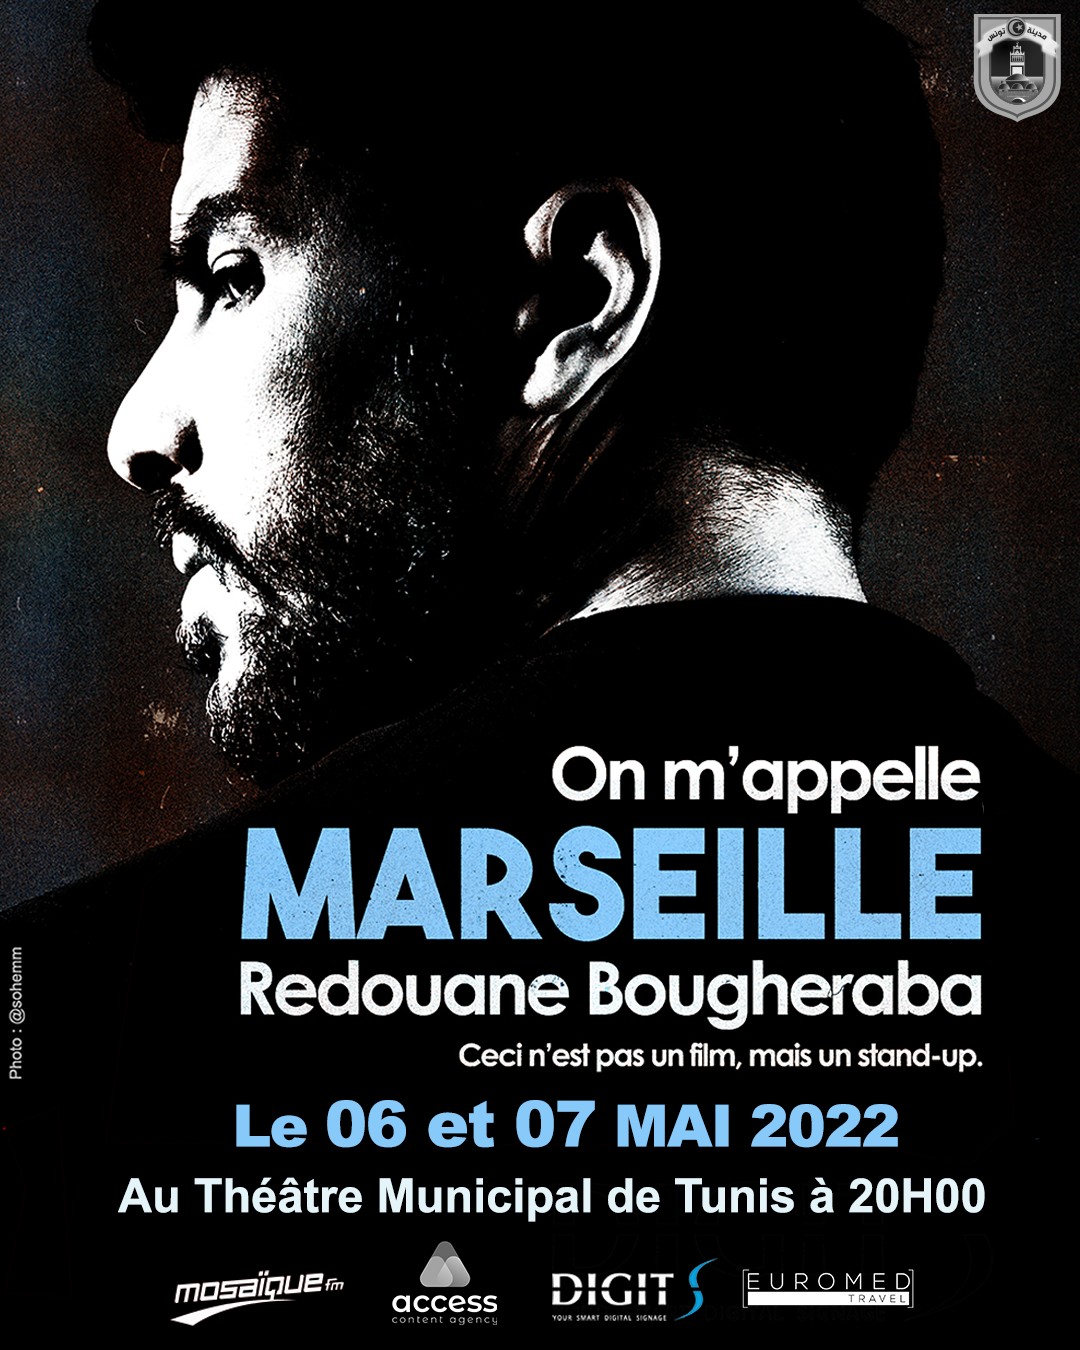 مدينة تونس
On m'appelle
MARSEILLE
Redouane Bougheraba
Ceci n'est pas un film, mais un stand-up.
Photo : @sohemm
Le 06 et 07 MAI 2022
Au Théâtre Municipal de Tunis à 20H00
mosaïque fm
access
content agency
DIGIT S
YOUR SMART DIGITAL SIGNAGE
EUROMED
TRAVEL